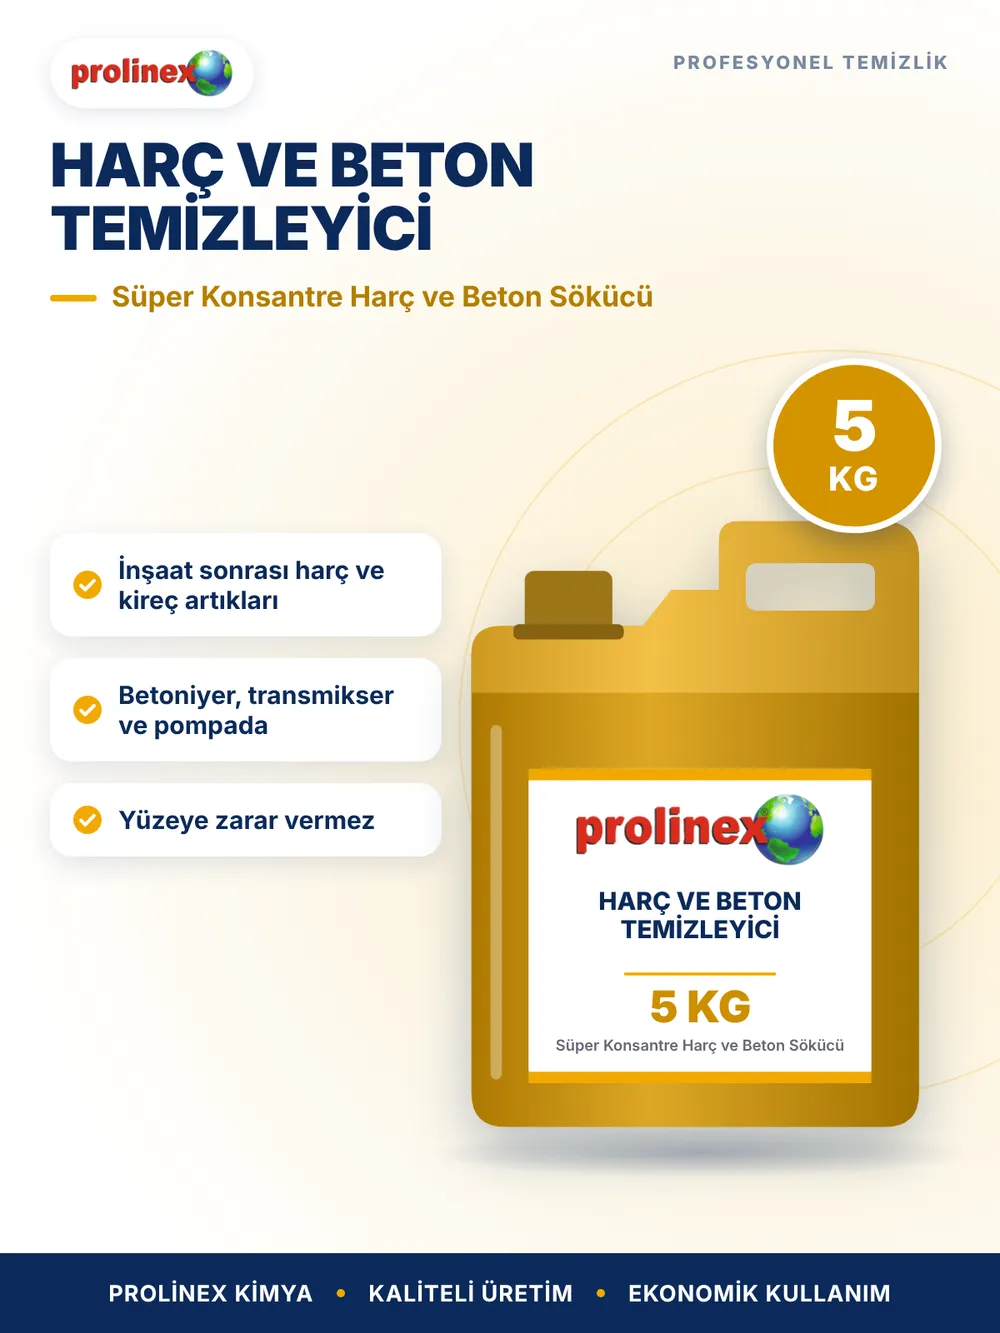 prolinex
PROFESYONEL TEMİZLİK
HARÇ VE BETON
TEMİZLEYİCİ
Süper Konsantre Harç ve Beton Sökücü
5
KG
İnşaat sonrası harç ve
kireç artıkları
Betoniyer, transmikser
ve pompada
Yüzeye zarar vermez
prolinex
HARÇ VE BETON
TEMİZLEYİCİ
5 KG
Süper Konsantre Harç ve Beton Sökücü
PROLİNEX KİMYA • KALİTELİ ÜRETİM • EKONOMİK KULLANIM